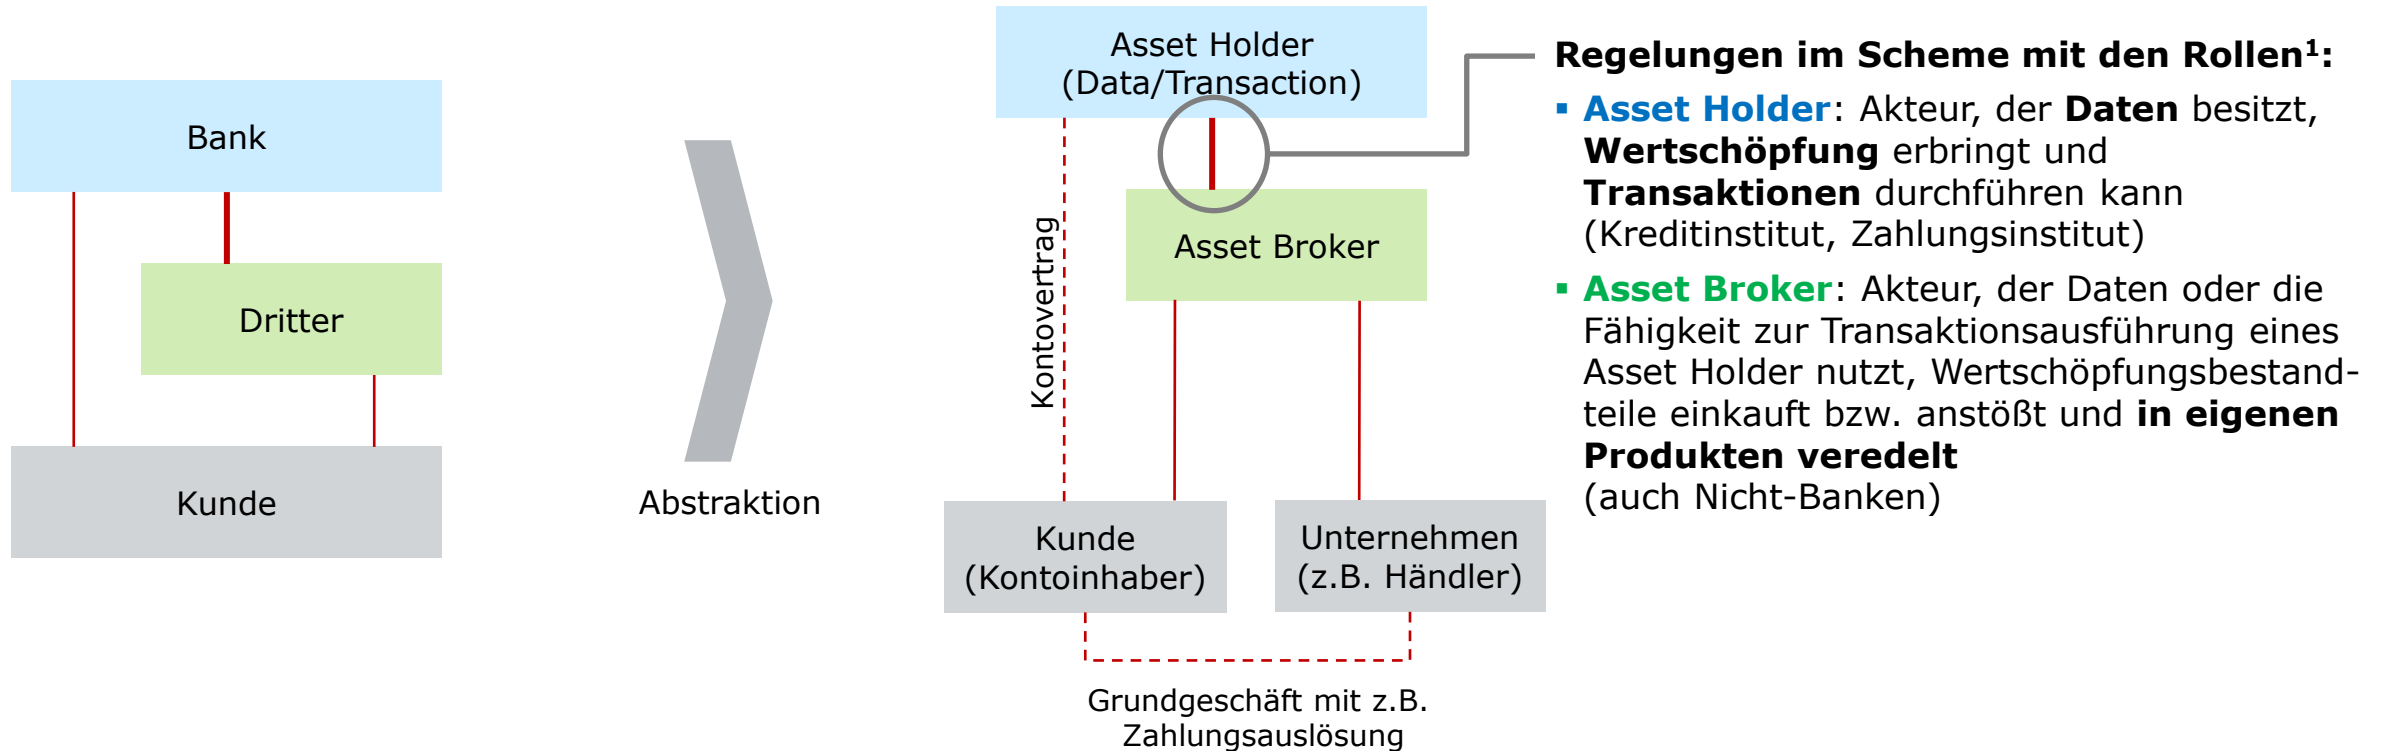 Bank
Dritter
Kunde
Abstraktion
Asset Holder
(Data/Transaction)
Kontovertrag
Asset Broker
Kunde
(Kontoinhaber)
Unternehmen
(z.B. Händler)
Grundgeschäft mit z.B.
Zahlungsauslösung
Regelungen im Scheme mit den Rollen¹:
▪ Asset Holder: Akteur, der Daten besitzt,
Wertschöpfung erbringt und
Transaktionen durchführen kann
(Kreditinstitut, Zahlungsinstitut)
▪ Asset Broker: Akteur, der Daten oder die
Fähigkeit zur Transaktionsausführung eines
Asset Holder nutzt, Wertschöpfungsbestand-
teile einkauft bzw. anstößt und in eigenen
Produkten veredelt
(auch Nicht-Banken)